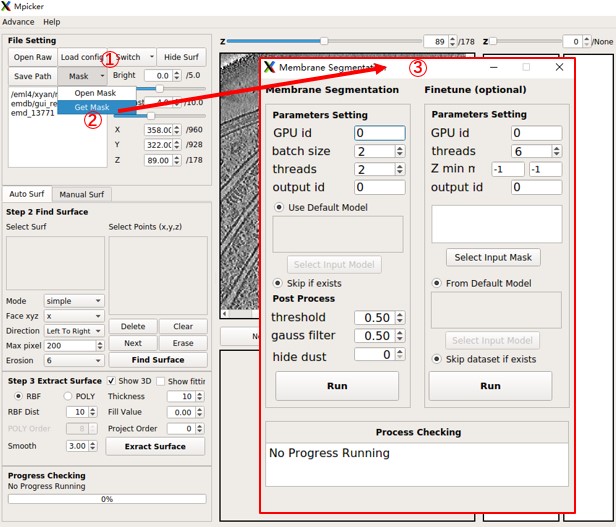 Mpicker
Advance Help
File Setting
Open Raw Load config Switch Hide Surf
Save Path Mask Bright 0.0 /5.0
①
Open Mask
Get Mask
②
emd_13771
/10.0
X 358.00 /960
Y 322.00 /928
Z 89.00 /178
Z 89 /178 Z 0 /None
Auto Surf Manual Surf
Step 2 Find Surface
Select Surf Select Points (x,y,z)
Mode simple
Face xyz x
Direction Left To Right Delete Clear
Max pixel 200 Next Erase
Erosion 6 Find Surface
Step 3 Extract Surface Show 3D Show fittin
RBF POLY Thickness 10
RBF Dist 10 Fill Value 0.00
POLY Order 8 Project Order 0
Smooth 3.00 Exract Surface
Progress Checking
No Progress Running
0%
Membrane Segmentati
③
Membrane Segmentation
Parameters Setting
GPU id 0
batch size 2
threads 2
output id 0
Use Default Model
Select Input Model
Skip if exists
Post Process
threshold 0.50
gauss filter 0.50
hide dust 0
Run
Finetune (optional)
Parameters Setting
GPU id 0
threads 6
Z min m -1 -1
output id 0
Select Input Mask
From Default Model
Select Input Model
Skip dataset if exists
Run
Process Checking
No Progress Running